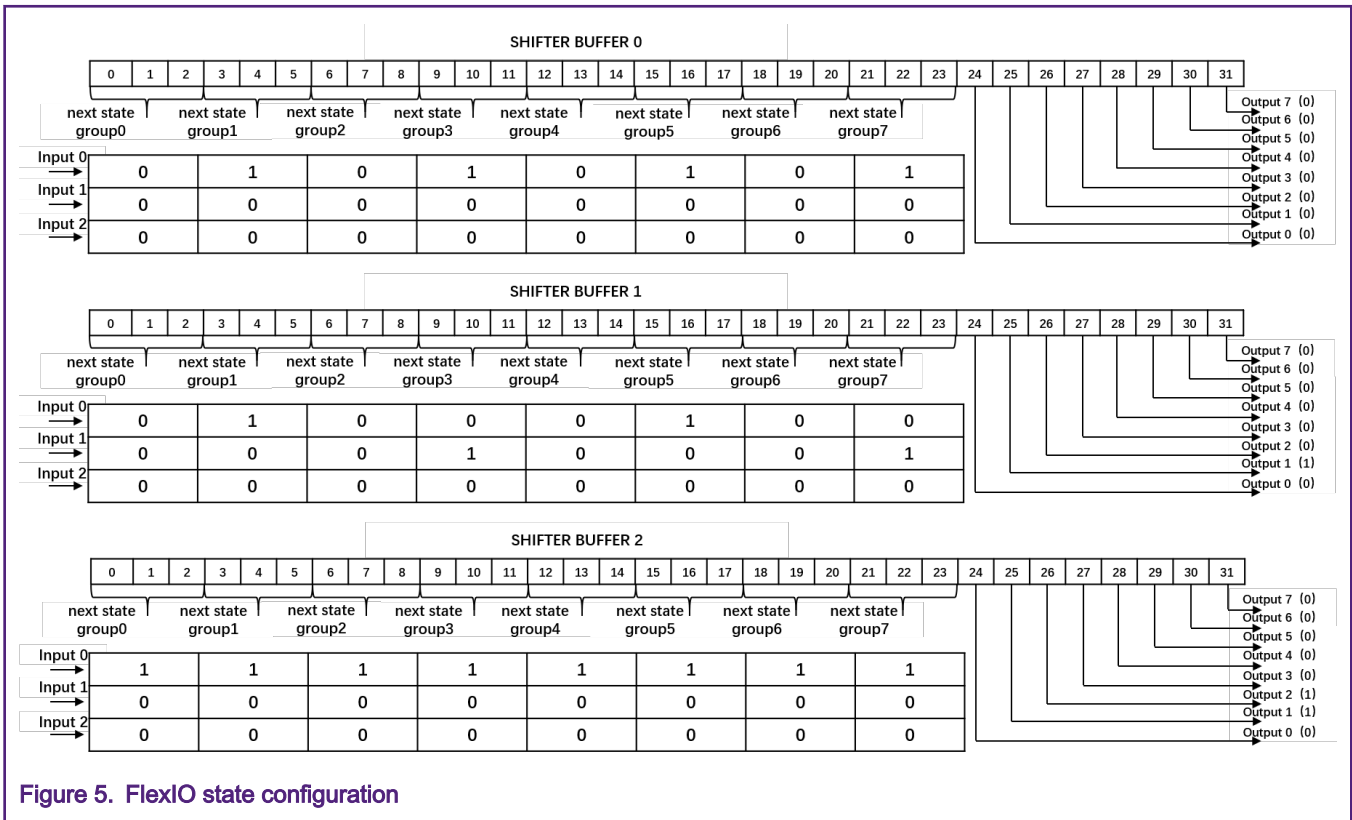 SHIFTER BUFFER 0
0 1 2 3 4 5 6 7 8 9 10 11 12 13 14 15 16 17 18 19 20 21 22 23 24 25 26 27 28 29 30 31
next state group0 next state group1 next state group2 next state group3 next state group4 next state group5 next state group6 next state group7
Output 7 (0)
Output 6 (0)
Output 5 (0)
Output 4 (0)
Output 3 (0)
Output 2 (0)
Output 1 (0)
Output 0 (0)
Input 0 0 1 0 1 0 1 0 1
Input 1 0 0 0 0 0 0 0 0
Input 2 0 0 0 0 0 0 0 0
SHIFTER BUFFER 1
0 1 2 3 4 5 6 7 8 9 10 11 12 13 14 15 16 17 18 19 20 21 22 23 24 25 26 27 28 29 30 31
next state group0 next state group1 next state group2 next state group3 next state group4 next state group5 next state group6 next state group7
Output 7 (0)
Output 6 (0)
Output 5 (0)
Output 4 (0)
Output 3 (0)
Output 2 (0)
Output 1 (1)
Output 0 (0)
Input 0 0 1 0 0 0 1 0 0
Input 1 0 0 0 1 0 0 0 1
Input 2 0 0 0 0 0 0 0 0
SHIFTER BUFFER 2
0 1 2 3 4 5 6 7 8 9 10 11 12 13 14 15 16 17 18 19 20 21 22 23 24 25 26 27 28 29 30 31
next state group0 next state group1 next state group2 next state group3 next state group4 next state group5 next state group6 next state group7
Output 7 (0)
Output 6 (0)
Output 5 (0)
Output 4 (0)
Output 3 (0)
Output 2 (1)
Output 1 (1)
Output 0 (0)
Input 0 1 1 1 1 1 1 1 1
Input 1 0 0 0 0 0 0 0 0
Input 2 0 0 0 0 0 0 0 0
Figure 5. FlexIO state configuration